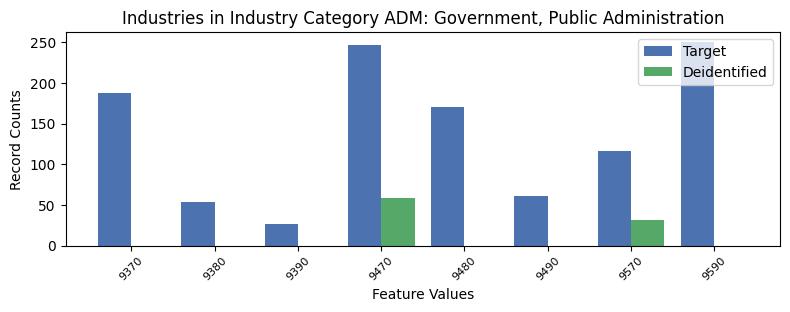 Industries in Industry Category ADM: Government, Public Administration
Target
Deidentified
Record Counts
250
200
150
100
50
0
9370 9380 9390 9470 9480 9490 9570 9590
Feature Values